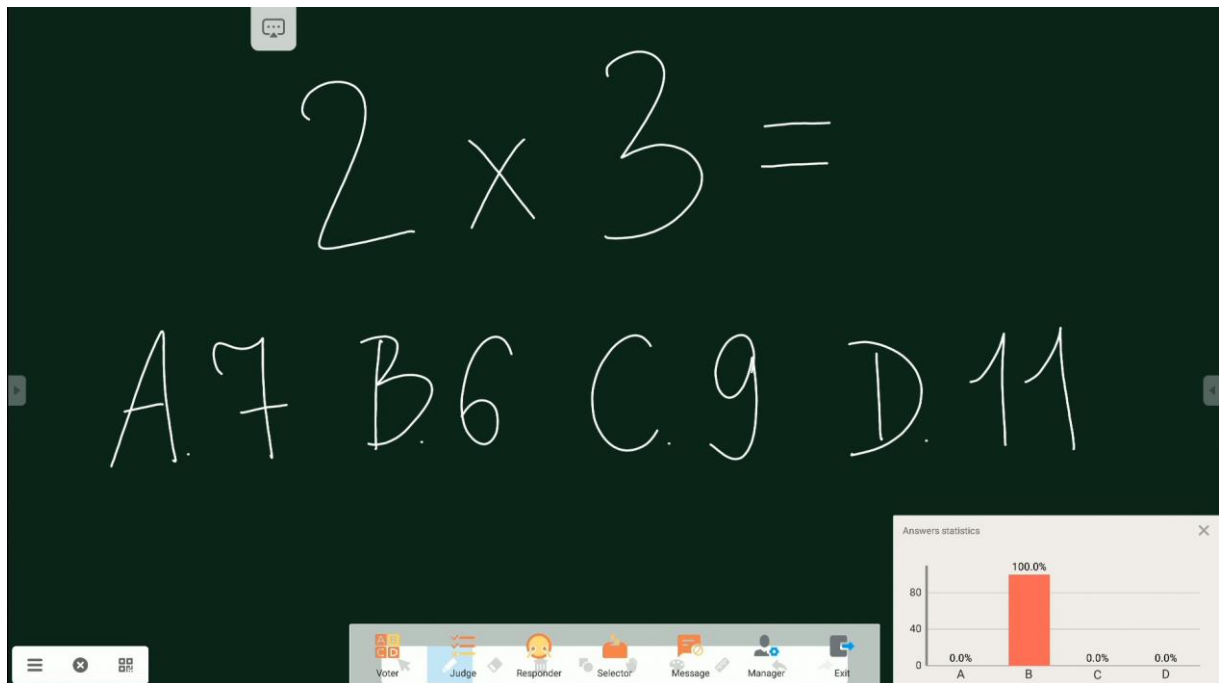 2 x 3 =
A. 7 B. 6 C. 9 D. 11
Answers statistics
100.0%
80
40
0
0.0% 0.0% 0.0%
A B C D
A B C D
Voter Judge Responder Selector Message Manager Exit